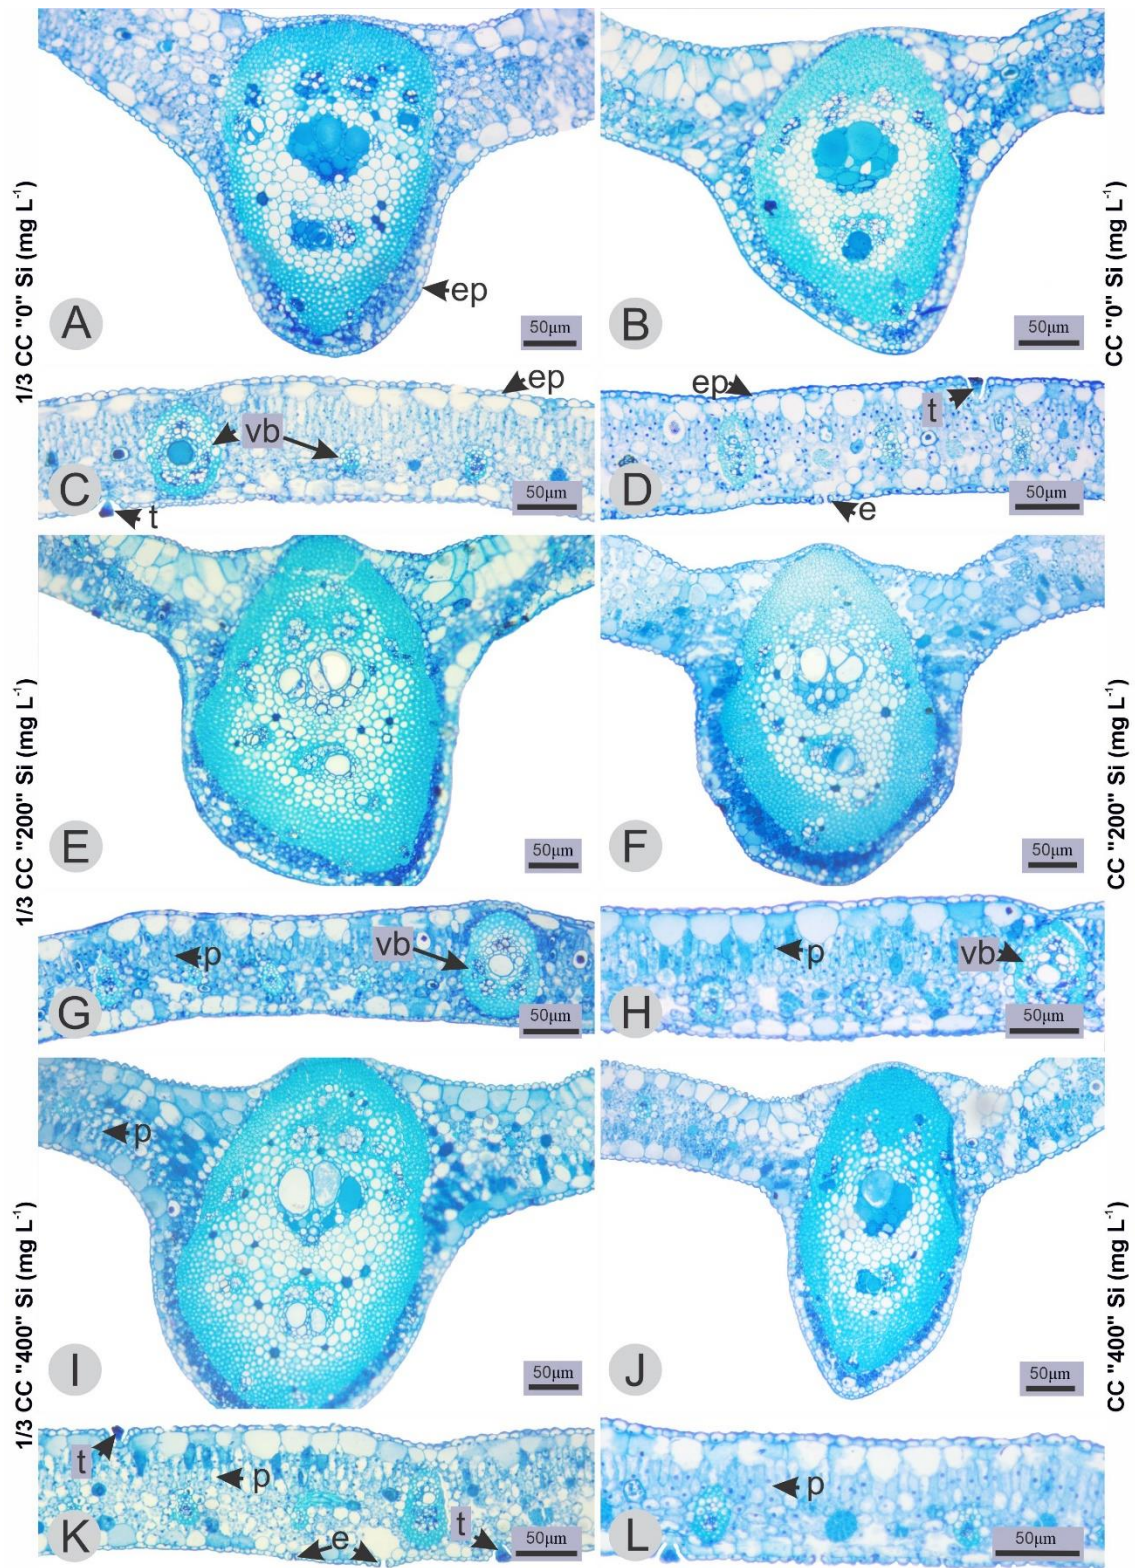 1/3 CC "0" Si (mg L-1)
A
ep
50µm
B
50µm
CC "0" Si (mg L-1)
C
vb
ep
t
50µm
D
ep
t
e
50µm
1/3 CC "200" Si (mg L-1)
E
50µm
F
50µm
CC "200" Si (mg L-1)
G
p
vb
50µm
H
p
vb
50µm
1/3 CC "400" Si (mg L-1)
I
p
50µm
J
50µm
CC "400" Si (mg L-1)
K
t
p
e
t
50µm
L
p
50µm